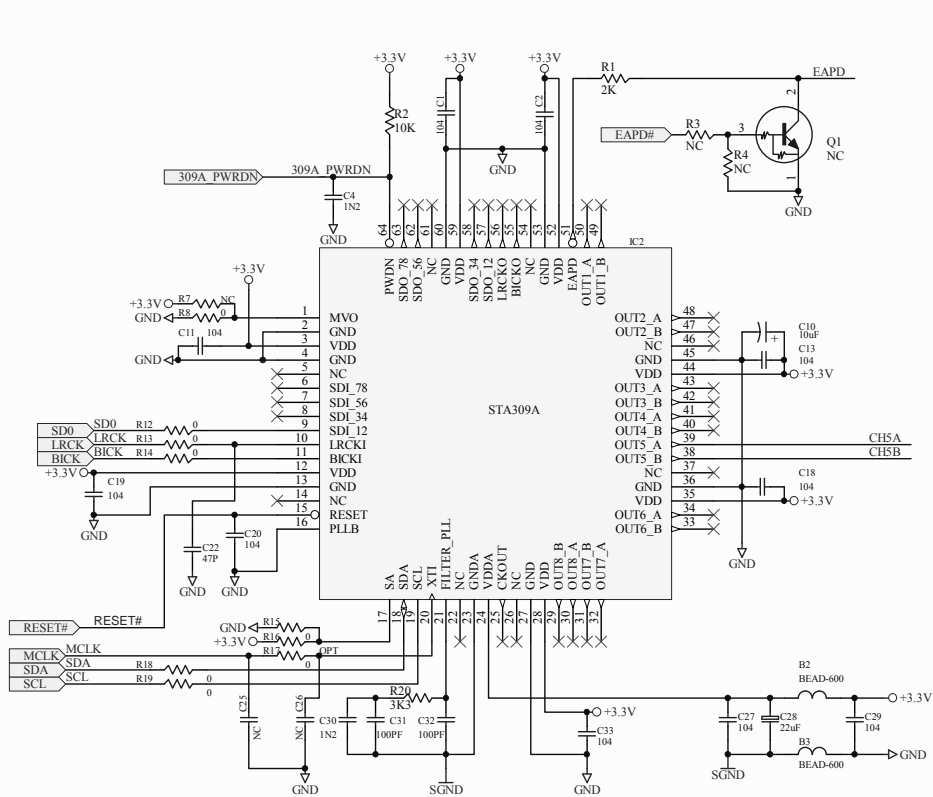 +3.3V
+3.3V
+3.3V
R1
2K
EAPD
R2
10K
C1
104
C2
104
EAPD#
R3
NC
3
2
1
R4
NC
Q1
NC
GND
GND
309A_PWRDN
309A_PWRDN
C4
1N2
GND
64
63
62
61
60
59
58
57
56
55
54
53
52
51
50
49
IC2
PWDN
SDO_78
SDO_56
NC
GND
VDD
SDO_34
SDO_12
LRCKO
BICKO
NC
GND
VDD
EAPD
OUT1_A
OUT1_B
+3.3V
+3.3V
R7
NC
GND
R8
0
C11
104
GND
1 MVO
2 GND
3 VDD
4 GND
5 NC
6 SDI_78
7 SDI_56
8 SDI_34
9 SDI_12
10 LRCKI
11 BICKI
12 VDD
13 GND
14 NC
15 RESET
16 PLLB
STA309A
OUT2_A 48
OUT2_B 47
NC 46
GND 45
VDD 44
OUT3_A 43
OUT3_B 42
OUT4_A 41
OUT4_B 40
OUT5_A 39
OUT5_B 38
NC 37
GND 36
VDD 35
OUT6_A 34
OUT6_B 33
C10
10uF
+
C13
104
+3.3V
CH5A
CH5B
C18
104
+3.3V
GND
SD0
SD0
R12
0
LRCK
LRCK
R13
0
BICK
BICK
R14
0
+3.3V
C19
104
GND
C22
47P
GND
C20
104
GND
SA
SDA
SCL
XTI
FILTER_PLL
NC
GNDA
VDDA
CKOUT
NC
GND
VDD
OUT8_B
OUT8_A
OUT7_B
OUT7_A
17
18
19
20
21
22
23
24
25
26
27
28
29
30
31
32
RESET#
RESET#
GND
R15
+3.3V
R16
0
MCLK
MCLK
R17
OPT
0
SDA
SDA
R18
SCL
SCL
R19
0
0
C25
NC
C26
NC
GND
R20
3K3
C30
1N2
C31
100PF
C32
100PF
SGND
+3.3V
C33
104
GND
B2
BEAD-600
+3.3V
C27
104
C28
22uF
C29
104
B3
BEAD-600
GND
SGND